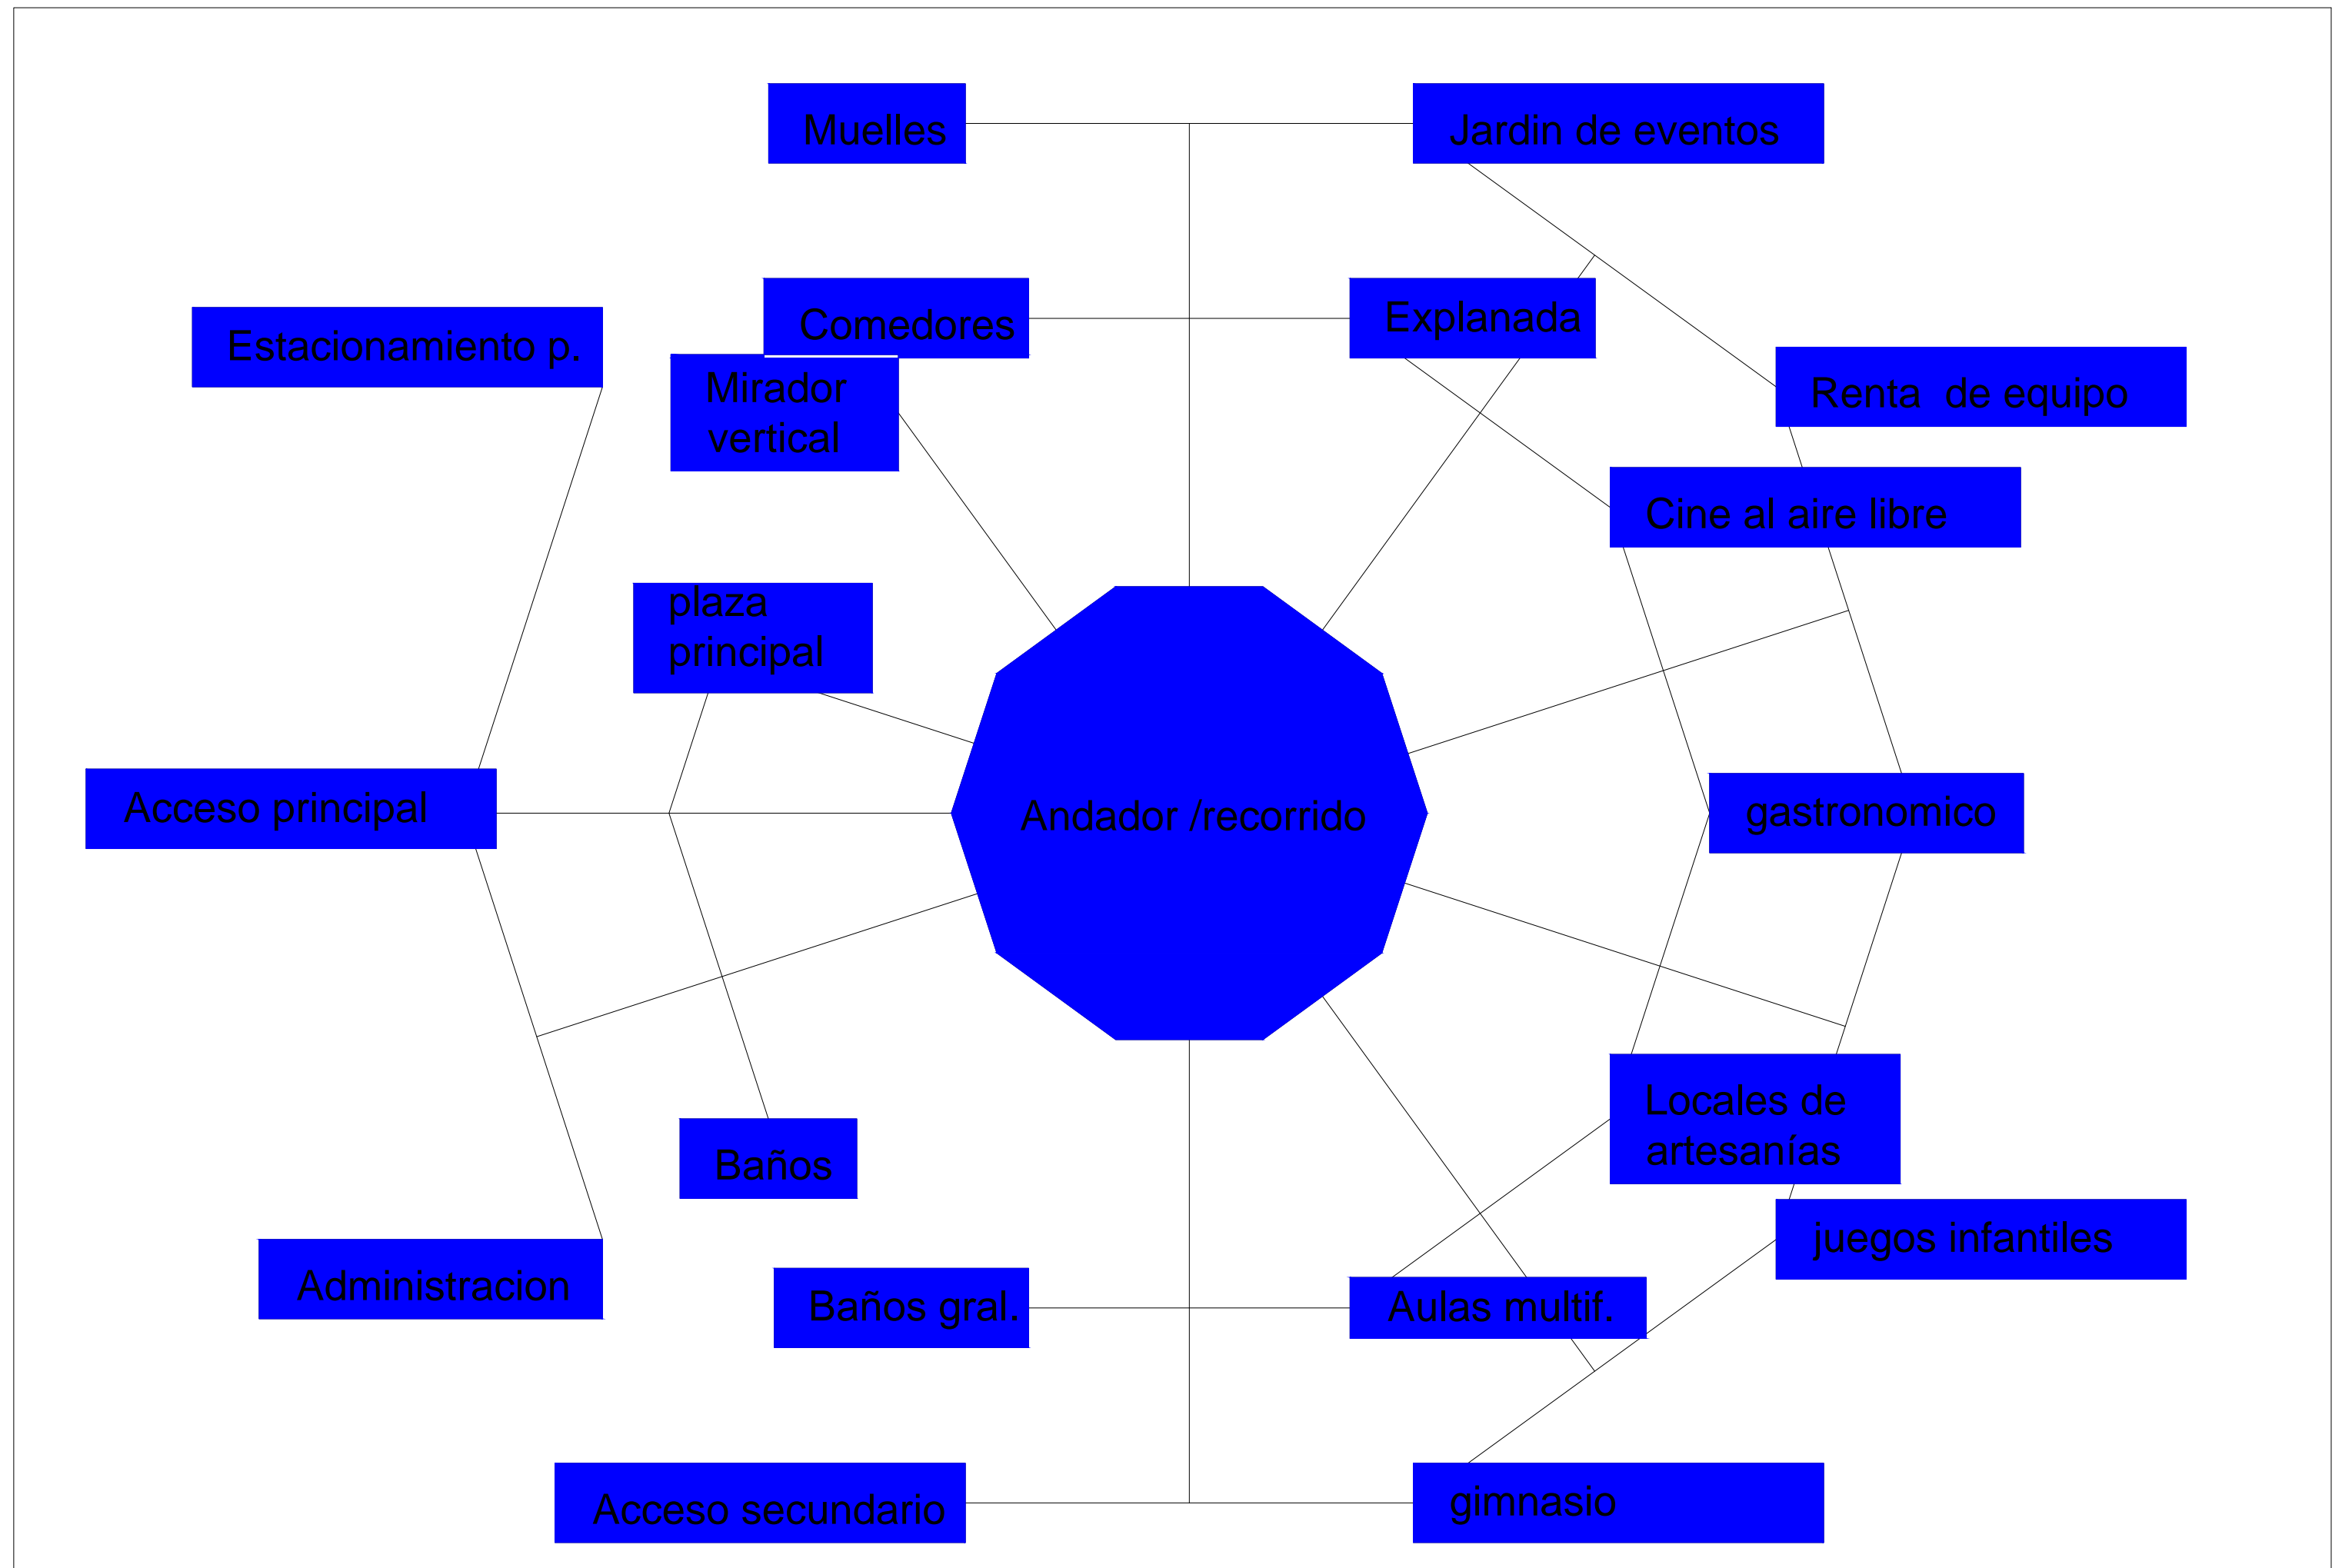 Muelles
Jardin de eventos
Comedores
Explanada
Estacionamiento p.
Mirador
vertical
Renta  de equipo
Cine al aire libre
plaza
principal
Acceso principal
Andador /recorrido
gastronomico
Locales de
artesanías
Baños
juegos infantiles
Administracion
Baños gral.
Aulas multif.
Acceso secundario
gimnasio